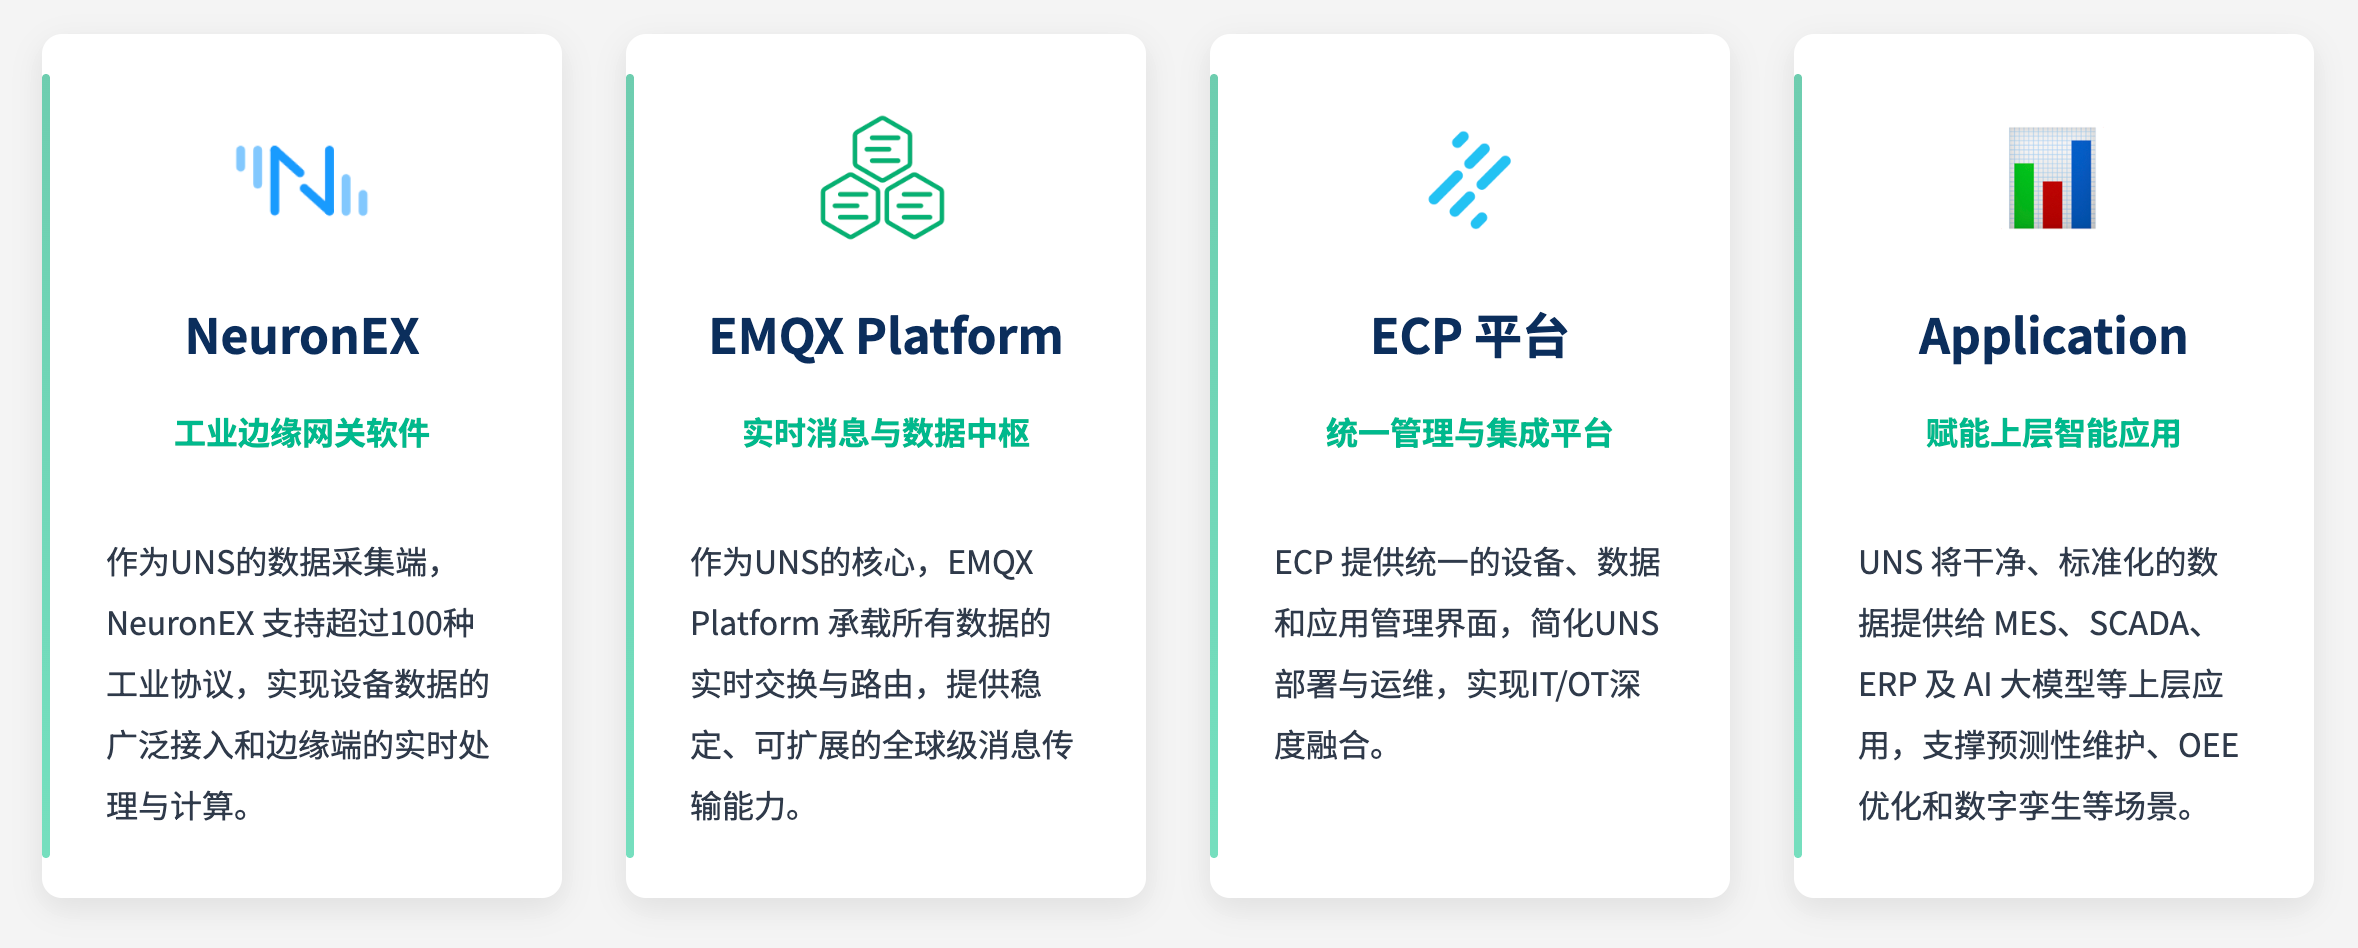 NeuronEX
工业边缘网关软件
作为UNS的数据采集端，
NeuronEX 支持超过100种
工业协议，实现设备数据的
广泛接入和边缘端的实时处
理与计算。
EMQX Platform
实时消息与数据中枢
作为UNS的核心，EMQX
Platform 承载所有数据的
实时交换与路由，提供稳
定、可扩展的全球级消息传
输能力。
ECP 平台
统一管理与集成平台
ECP 提供统一的设备、数据
和应用管理界面，简化UNS
部署与运维，实现IT/OT深
度融合。
Application
赋能上层智能应用
UNS 将干净、标准化的数
据提供给 MES、SCADA、
ERP 及 AI 大模型等上层应
用，支撑预测性维护、OEE
优化和数字孪生等场景。